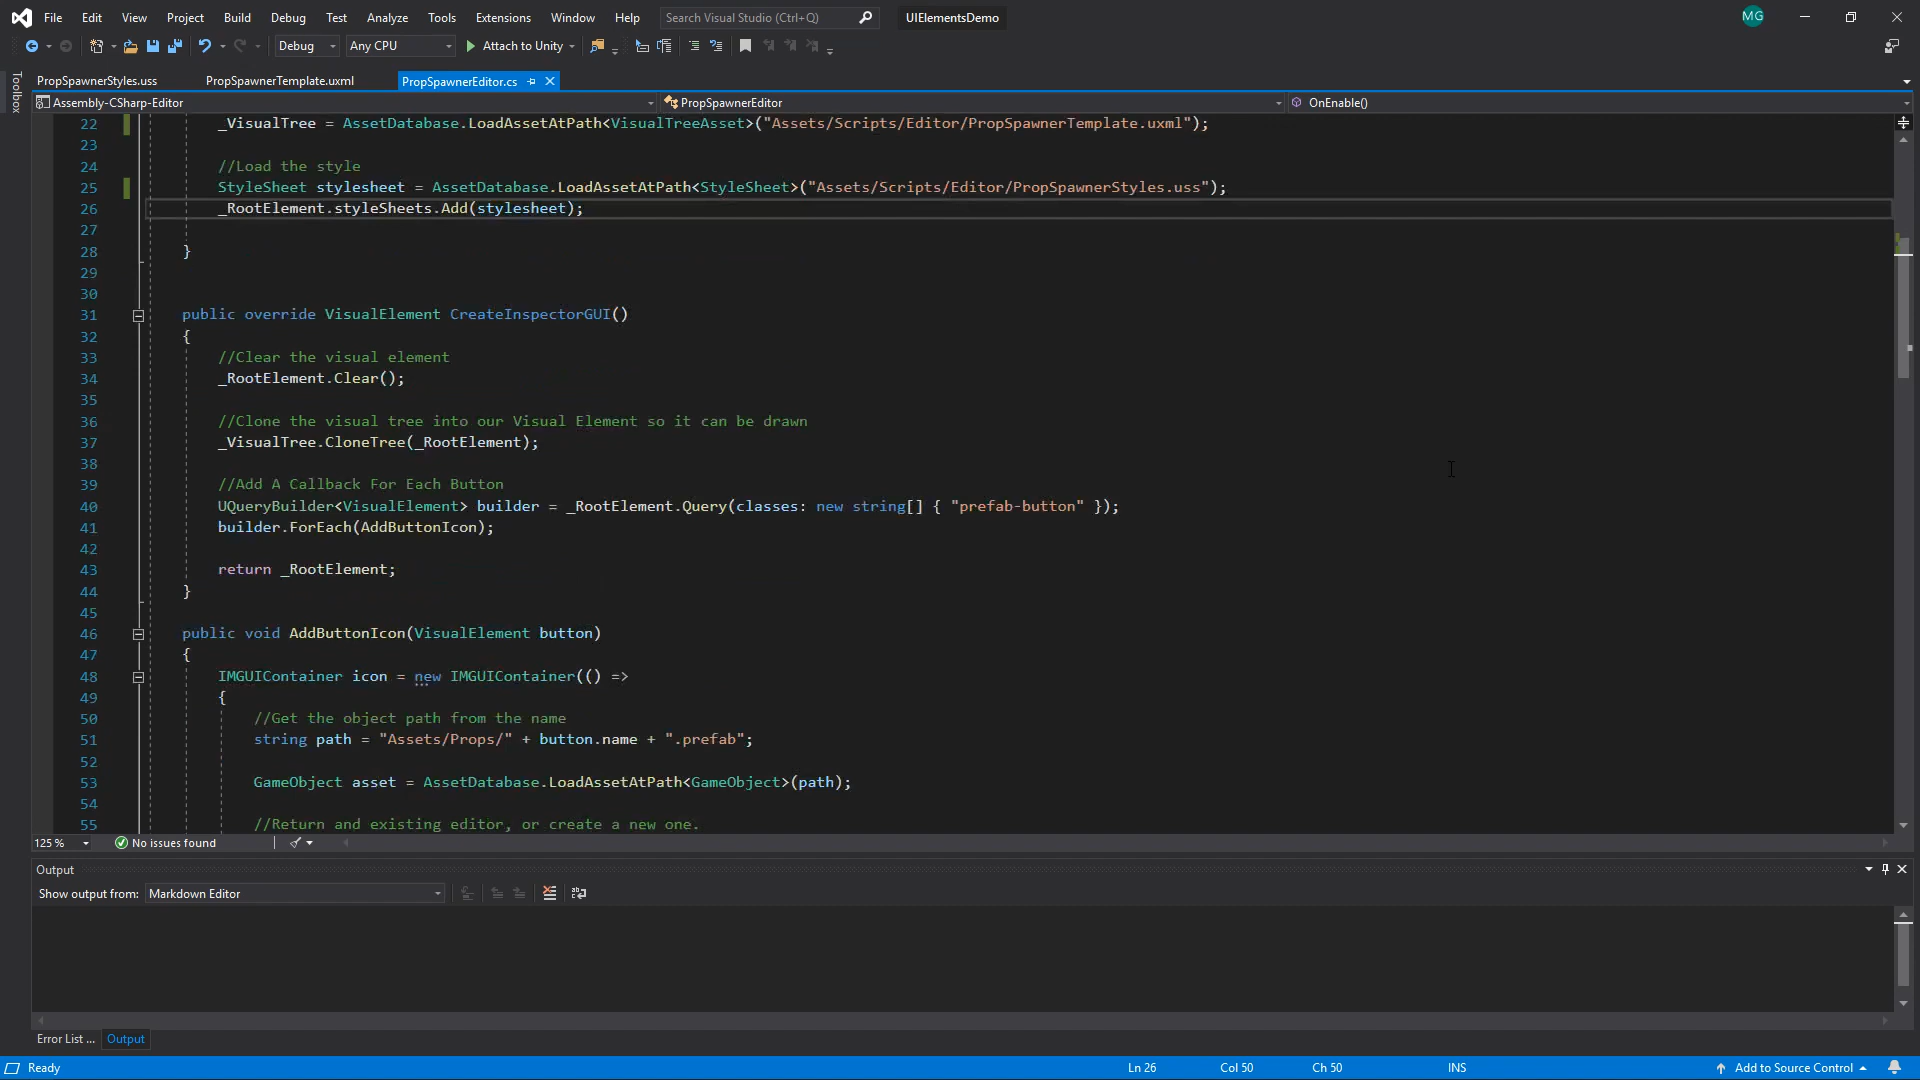 File Edit View Project Build Debug Test Analyze Tools Extensions Window Help Search Visual Studio (Ctrl+Q) UIElementsDemo MG
Debug Any CPU Attach to Unity
Toolbox
PropSpawnerStyles.uss PropSpawnerTemplate.uxml PropSpawnerEditor.cs
Assembly-CSharp-Editor PropSpawnerEditor OnEnable()
22 _VisualTree = AssetDatabase.LoadAssetAtPath<VisualTreeAsset>("Assets/Scripts/Editor/PropSpawnerTemplate.uxml");
23
24 //Load the style
25 StyleSheet stylesheet = AssetDatabase.LoadAssetAtPath<StyleSheet>("Assets/Scripts/Editor/PropSpawnerStyles.uss");
26 _RootElement.styleSheets.Add(stylesheet);
27
28 }
29
30
31 public override VisualElement CreateInspectorGUI()
32 {
33 //Clear the visual element
34 _RootElement.Clear();
35
36 //Clone the visual tree into our Visual Element so it can be drawn
37 _VisualTree.CloneTree(_RootElement);
38
39 //Add A Callback For Each Button
40 UQueryBuilder<VisualElement> builder = _RootElement.Query(classes: new string[] { "prefab-button" });
41 builder.ForEach(AddButtonIcon);
42
43 return _RootElement;
44 }
45
46 public void AddButtonIcon(VisualElement button)
47 {
48 IMGUIContainer icon = new IMGUIContainer(() =>
49 {
50 //Get the object path from the name
51 string path = "Assets/Props/" + button.name + ".prefab";
52
53 GameObject asset = AssetDatabase.LoadAssetAtPath<GameObject>(path);
54
55 //Return and existing editor, or create a new one.
125 % No issues found
Output
Show output from: Markdown Editor
Error List ... Output
Ready Ln 26 Col 50 Ch 50 INS Add to Source Control